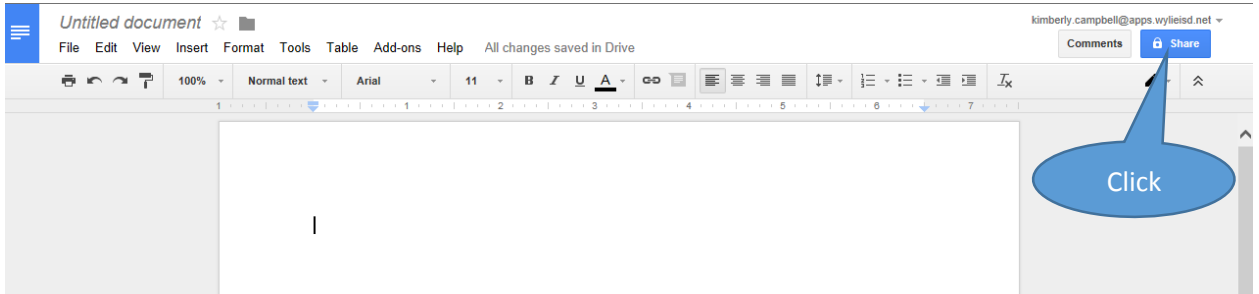 Untitled document
kimberly.campbell@apps.wylieisd.net
File Edit View Insert Format Tools Table Add-ons Help All changes saved in Drive
Comments Share
100% Normal text Arial 11 B I U A
1 1 2 3 4 5 6 7
Click